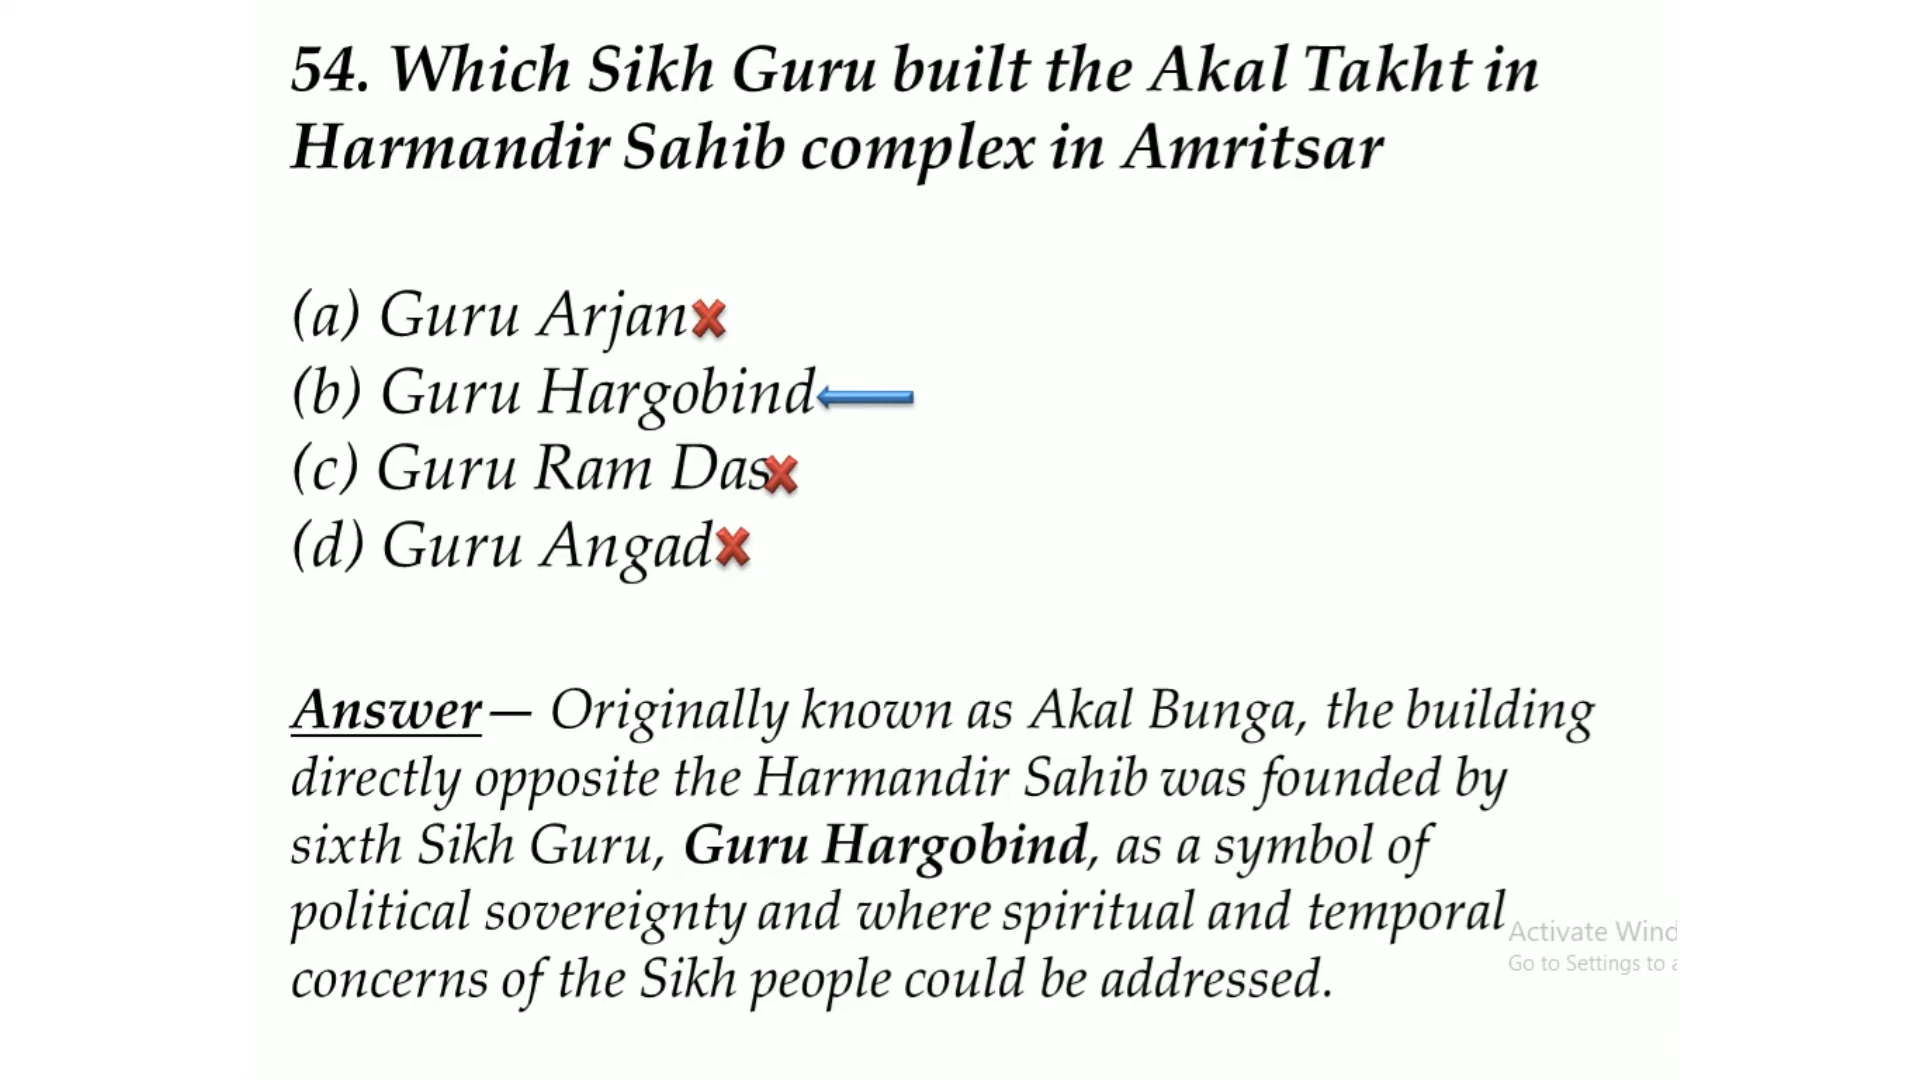 54. Which Sikh Guru built the Akal Takht in
Harmandir Sahib complex in Amritsar
(a) Guru Arjan
(b) Guru Hargobind
(c) Guru Ram Das
(d) Guru Angad
Answer— Originally known as Akal Bunga, the building
directly opposite the Harmandir Sahib was founded by
sixth Sikh Guru, Guru Hargobind, as a symbol of
political sovereignty and where spiritual and temporal
concerns of the Sikh people could be addressed.
Activate Wind
Go to Settings to a